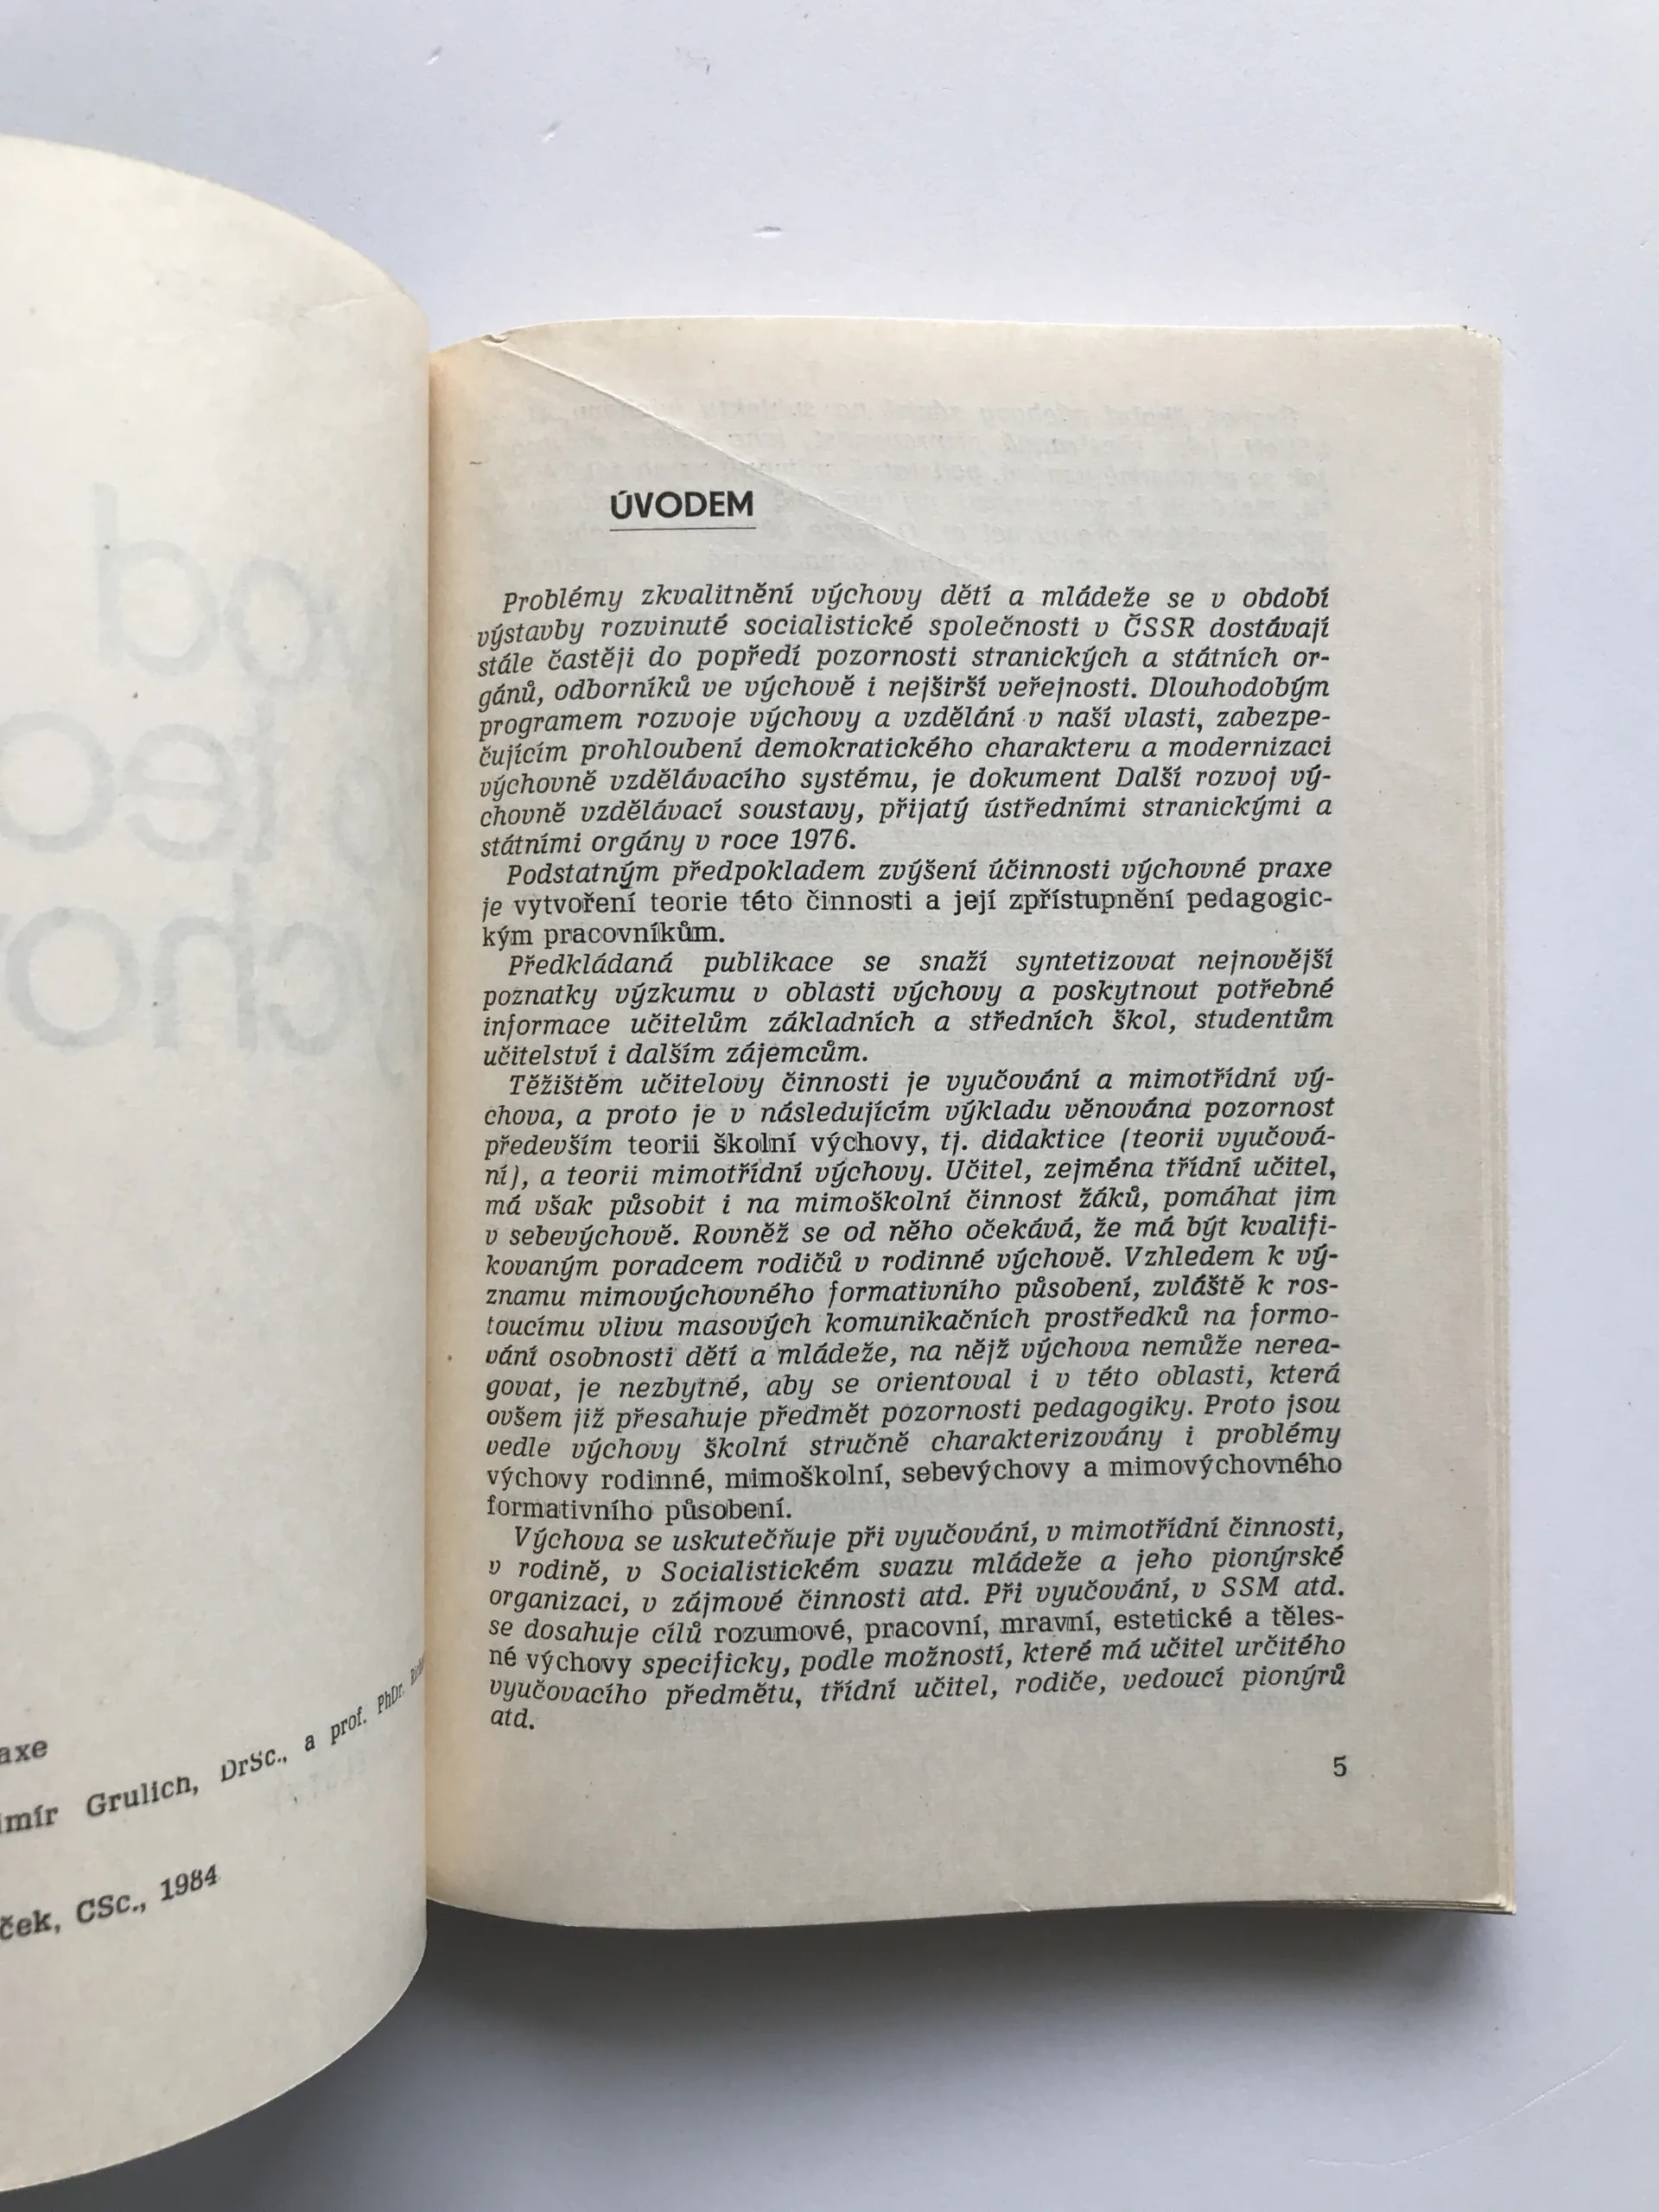 axe
Grulich, DrSc., a prof. PhDr.
CSc., 1984
ÚVODEM
Problémy zkvalitnění výchovy dětí a mládeže se v období
výstavby rozvinuté socialistické společnosti v ČSSR dostávají
stále častěji do popředí pozornosti stranických a státních or-
gánů, odborníků ve výchově i nejširší veřejnosti. Dlouhodobým
programem rozvoje výchovy a vzdělání v naší vlasti, zabezpe-
čujícím prohloubení demokratického charakteru a modernizaci
výchovně vzdělávacího systému, je dokument Další rozvoj vý-
chovně vzdělávací soustavy, přijatý ústředními stranickými a
státními orgány v roce 1976.
Podstatným předpokladem zvýšení účinnosti výchovné praxe
je vytvoření teorie této činnosti a její zpřístupnění pedagogic-
kým pracovníkům.
Předkládaná publikace se snaží syntetizovat nejnovější
poznatky výzkumu v oblasti výchovy a poskytnout potřebné
informace učitelům základních a středních škol, studentům
učitelství i dalším zájemcům.
Těžištěm učitelovy činnosti je vyučování a mimotřídní vý-
chova, a proto je v následujícím výkladu věnována pozornost
především teorii školní výchovy, tj. didaktice (teorii vyučová-
ní), a teorii mimotřídní výchovy. Učitel, zejména třídní učitel,
má však působit i na mimoškolní činnost žáků, pomáhat jim
v sebevýchově. Rovněž se od něho očekává, že má být kvalifi-
kovaným poradcem rodičů v rodinné výchově. Vzhledem k vý-
znamu mimovýchovného formativního působení, zvláště k ros-
toucímu vlivu masových komunikačních prostředků na formo-
vání osobnosti dětí a mládeže, na nějž výchova nemůže nerea-
govat, je nezbytné, aby se orientoval i v této oblasti, která
ovšem již přesahuje předmět pozornosti pedagogiky. Proto jsou
vedle výchovy školní stručně charakterizovány i problémy
výchovy rodinné, mimoškolní, sebevýchovy a mimovýchovného
formativního působení.
Výchova se uskutečňuje při vyučování, v mimotřídní činnosti,
v rodině, v Socialistickém svazu mládeže a jeho pionýrské
organizaci, v zájmové činnosti atd. Při vyučování, v SSM atd.
se dosahuje cílů rozumové, pracovní, mravní, estetické a těles-
né výchovy specificky, podle možností, které má učitel určitého
vyučovacího předmětu, třídní učitel, rodiče, vedoucí pionýrů
atd.
5